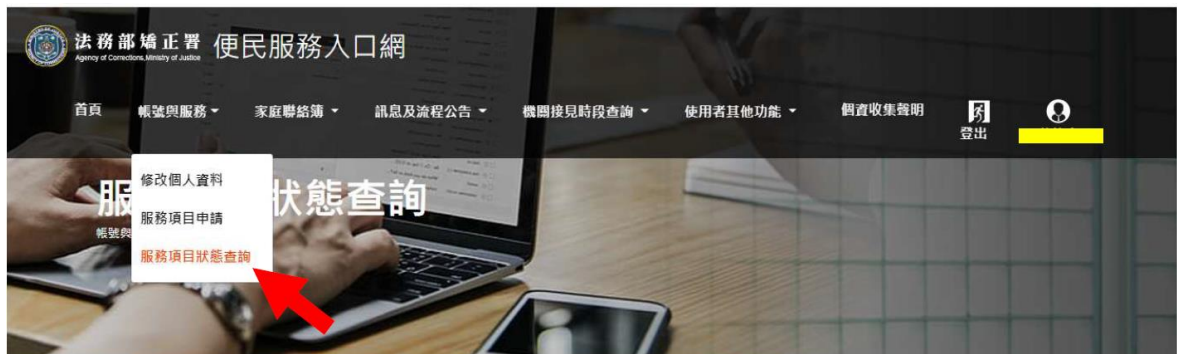 法務部矯正署 便民服務入口網
Agency of Corrections,Ministry of Justice
首頁 帳號與服務 家庭聯絡簿 訊息及流程公告 機關接見時段查詢 使用者其他功能 個資收集聲明 登出
修改個人資料
服 狀態查詢
服務項目申請
帳號與
服務項目狀態查詢